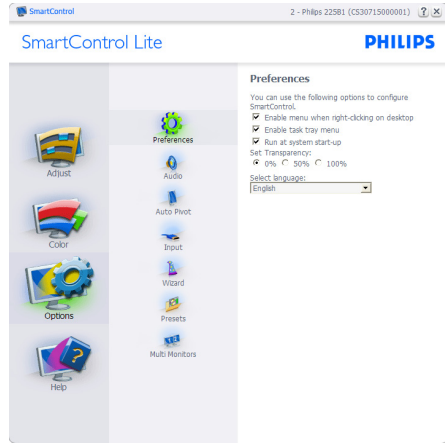 SmartControl
2 - Philips 225B1 (CS30715000001)
? X
SmartControl Lite
PHILIPS
Adjust
Color
Options
Help
Preferences
Audio
Auto Pivot
Input
Wizard
Presets
Multi Monitors
Preferences
You can use the following options to configure
SmartControl.
Enable menu when right-clicking on desktop
Enable task tray menu
Run at system start-up
Set Transparency:
0% 50% 100%
Select language:
English